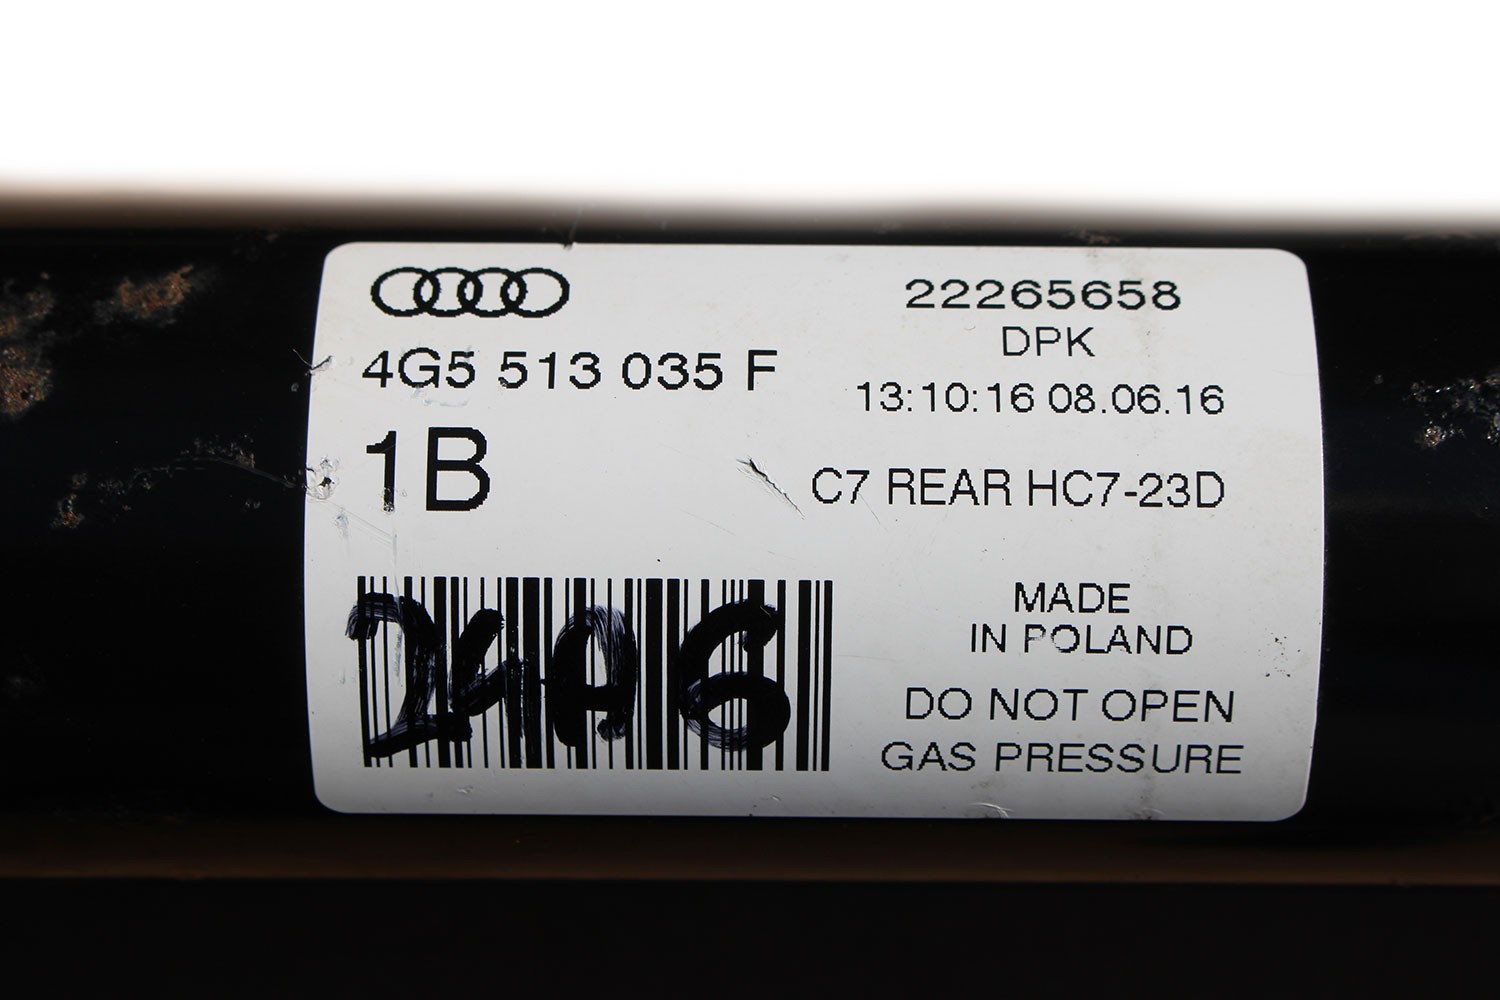 4G5 513 035 F
1B
22265658
DPK
13:10:16 08.06.16
C7 REAR HC7-23D
MADE
IN POLAND
DO NOT OPEN
GAS PRESSURE